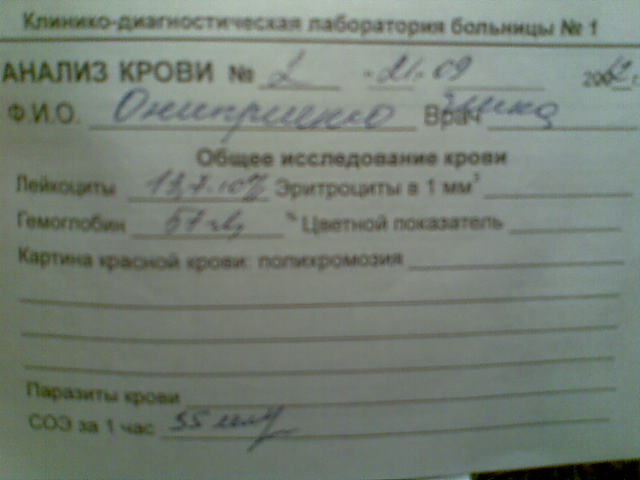 Клинико-диагностическая лаборатория больницы № 1
АНАЛИЗ КРОВИ № 2 21.09 200
Ф.И.О. Врач
Общее исследование крови
Лейкоциты 13,7·10⁹/л Эритроциты в 1 мм³
Гемоглобин 57 г/л % Цветной показатель
Картина красной крови: полихромозия
Паразиты крови
СОЭ за 1 час 55 мм/ч